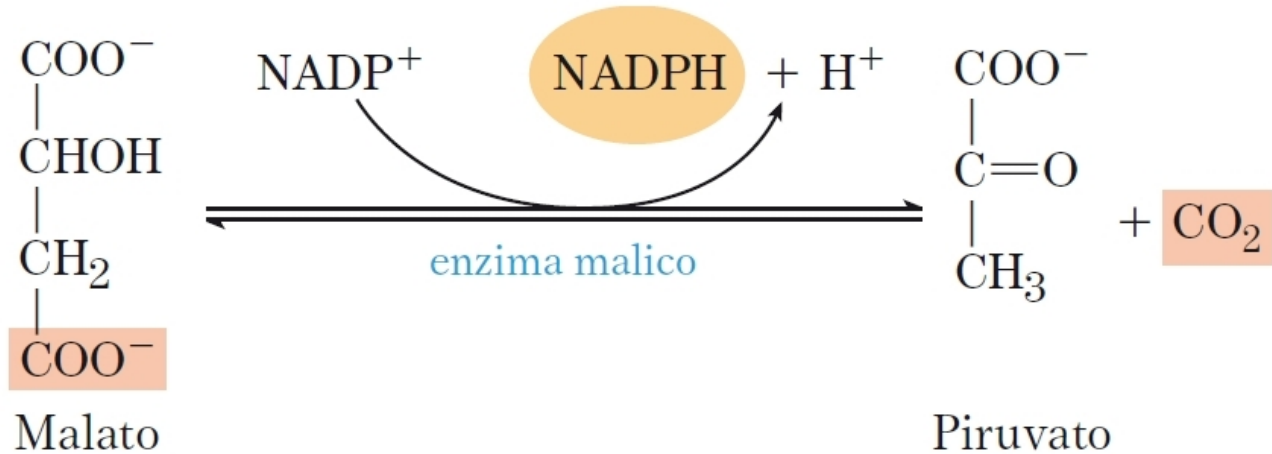 COO⁻
CHOH
CH₂
COO⁻
Malato
NADP⁺
NADPH + H⁺
enzima malico
COO⁻
C=O
CH₃
+ CO₂
Piruvato